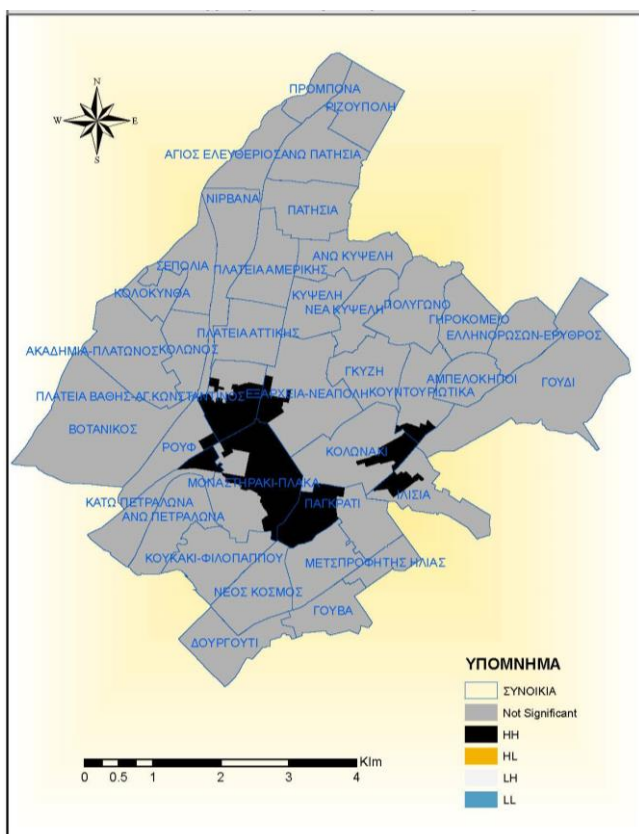 N
W E
S
ΠΡΟΜΠΟΝΑ
ΡΙΖΟΥΠΟΛΗ
ΑΓΙΟΣ ΕΛΕΥΘΕΡΙΟΣ
ΑΝΩ ΠΑΤΗΣΙΑ
ΝΙΡΒΑΝΑ
ΠΑΤΗΣΙΑ
ΑΝΩ ΚΥΨΕΛΗ
ΣΕΠΟΛΙΑ
ΠΛΑΤΕΙΑ ΑΜΕΡΙΚΗΣ
ΚΟΛΟΚΥΝΘΑ
ΚΥΨΕΛΗ
ΝΕΑ ΚΥΨΕΛΗ
ΠΟΛΥΓΩΝΟ
ΓΗΡΟΚΟΜΕΙΟ
ΠΛΑΤΕΙΑ ΑΤΤΙΚΗΣ
ΕΛΛΗΝΟΡΩΣΩΝ-ΕΡΥΘΡΟΣ
ΑΚΑΔΗΜΙΑ-ΠΛΑΤΩΝΟΣ
ΚΟΛΩΝΟΣ
ΓΚΥΖΗ
ΑΜΠΕΛΟΚΗΠΟΙ
ΓΟΥΔΙ
ΠΛΑΤΕΙΑ ΒΑΘΗΣ-ΑΓ.ΚΩΝΣΤΑΝΤΙΝΟΣ
ΕΞΑΡΧΕΙΑ-ΝΕΑΠΟΛΗ
ΚΟΥΝΤΟΥΡΙΩΤΙΚΑ
ΒΟΤΑΝΙΚΟΣ
ΡΟΥΦ
ΚΟΛΩΝΑΚΙ
ΜΟΝΑΣΤΗΡΑΚΙ-ΠΛΑΚΑ
ΙΛΙΣΙΑ
ΚΑΤΩ ΠΕΤΡΑΛΩΝΑ
ΠΑΓΚΡΑΤΙ
ΑΝΩ ΠΕΤΡΑΛΩΝΑ
ΚΟΥΚΑΚΙ-ΦΙΛΟΠΑΠΠΟΥ
ΜΕΤΣ
ΠΡΟΦΗΤΗΣ ΗΛΙΑΣ
ΝΕΟΣ ΚΟΣΜΟΣ
ΓΟΥΒΑ
ΔΟΥΡΓΟΥΤΙ
ΥΠΟΜΝΗΜΑ
ΣΥΝΟΙΚΙΑ
Not Significant
HH
HL
LH
LL
Klm
0 0.5 1 2 3 4